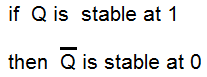 if Q is stable at 1
then Q̅ is stable at 0